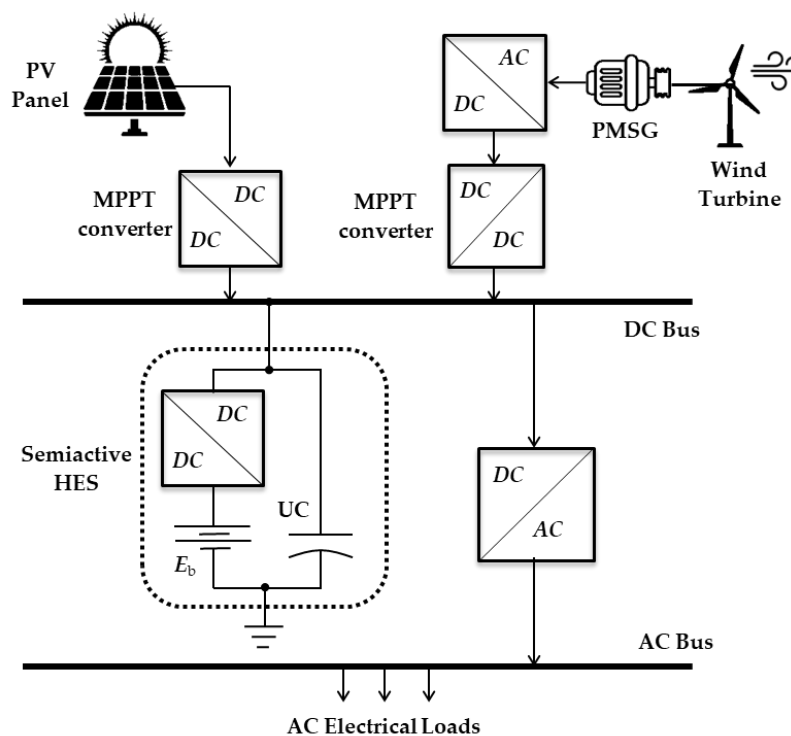 PV
Panel
AC
DC
PMSG
Wind
Turbine
MPPT
converter
DC
DC
MPPT
converter
DC
DC
DC Bus
Semiactive
HES
DC
DC
UC
Eb
DC
AC
AC Bus
AC Electrical Loads